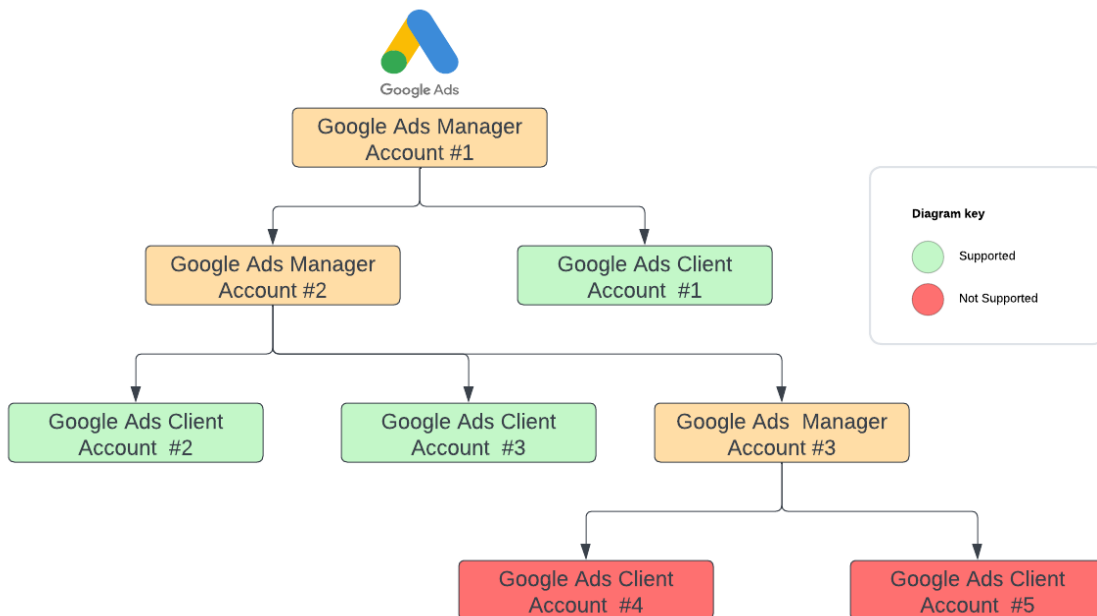 Google Ads
Google Ads Manager
Account #1
Diagram key
Google Ads Manager
Account #2
Google Ads Client
Account #1
Supported
Not Supported
Google Ads Client
Account #2
Google Ads Client
Account #3
Google Ads Manager
Account #3
Google Ads Client
Account #4
Google Ads Client
Account #5